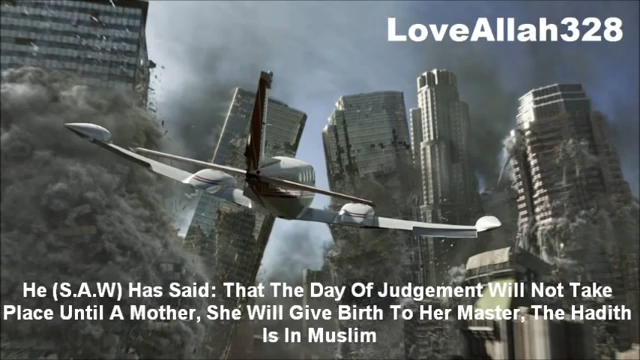 LoveAllah328
He (S.A.W) Has Said: That The Day Of Judgement Will Not Take
Place Until A Mother, She Will Give Birth To Her Master, The Hadith
Is In Muslim